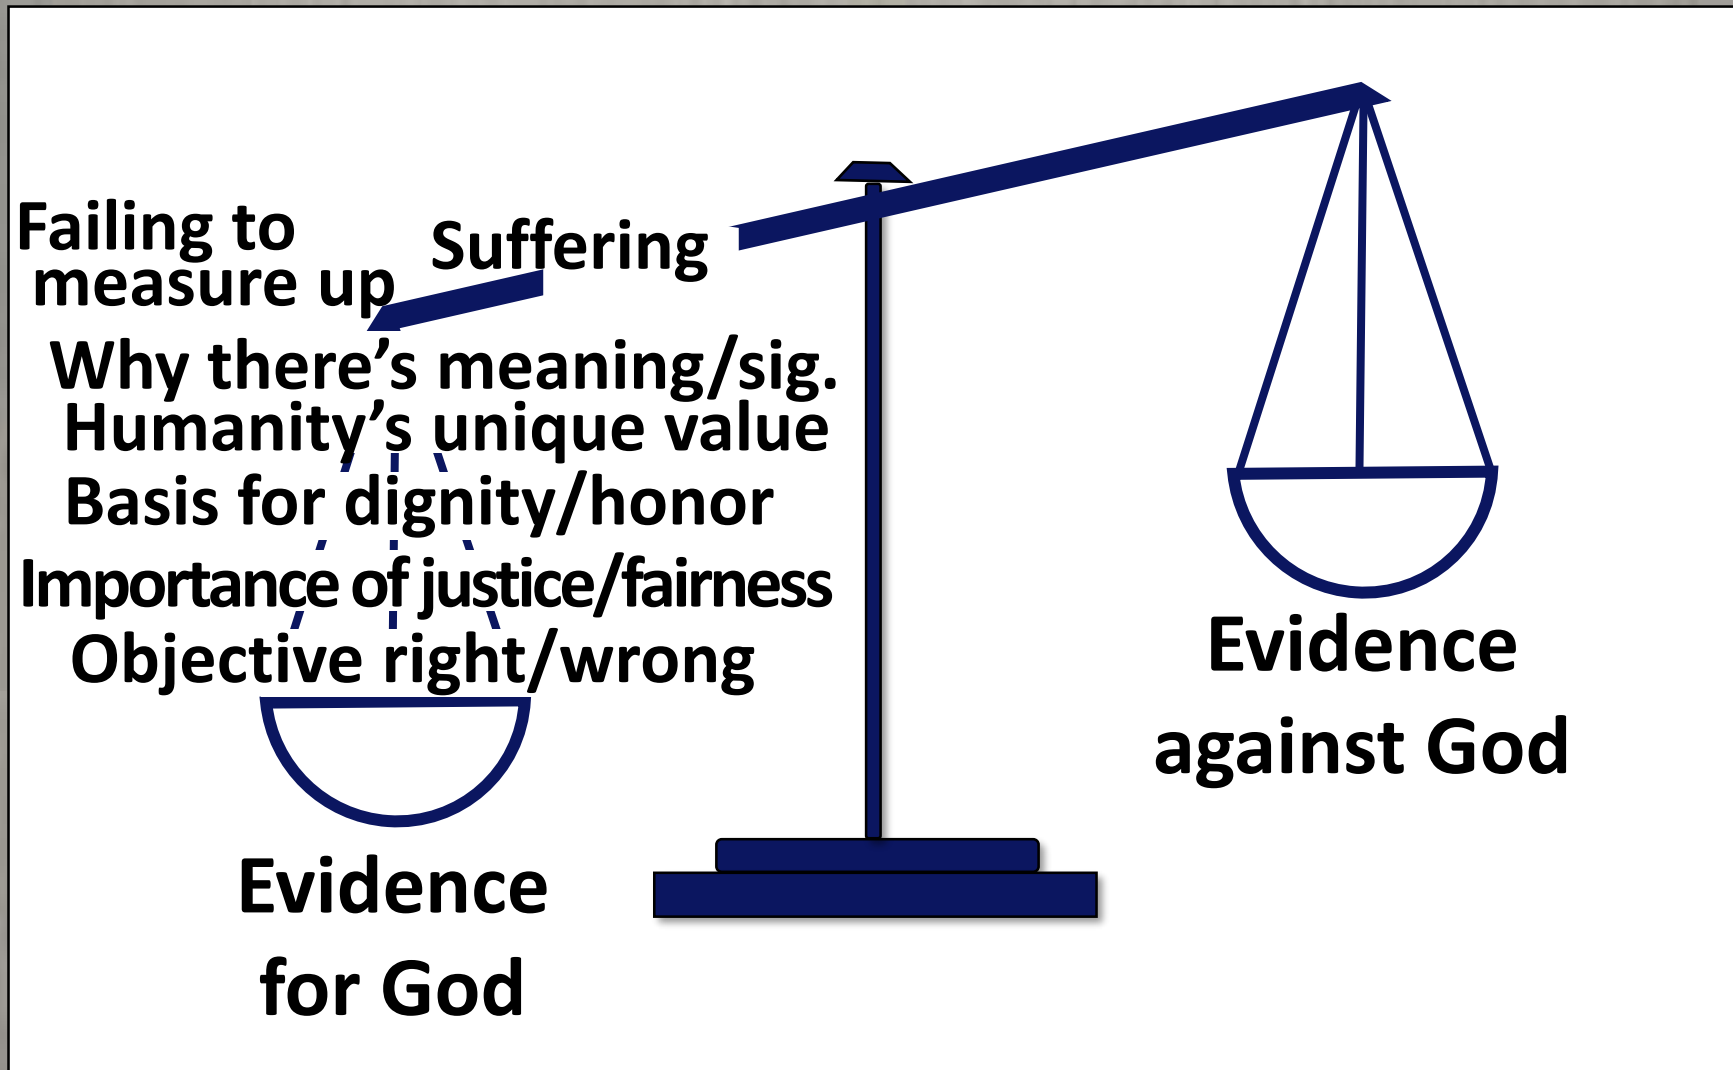 Failing to
measure up
Suffering
Why there’s meaning/sig.
Humanity’s unique value
Basis for dignity/honor
Importance of justice/fairness
Objective right/wrong
Evidence
for God
Evidence
against God